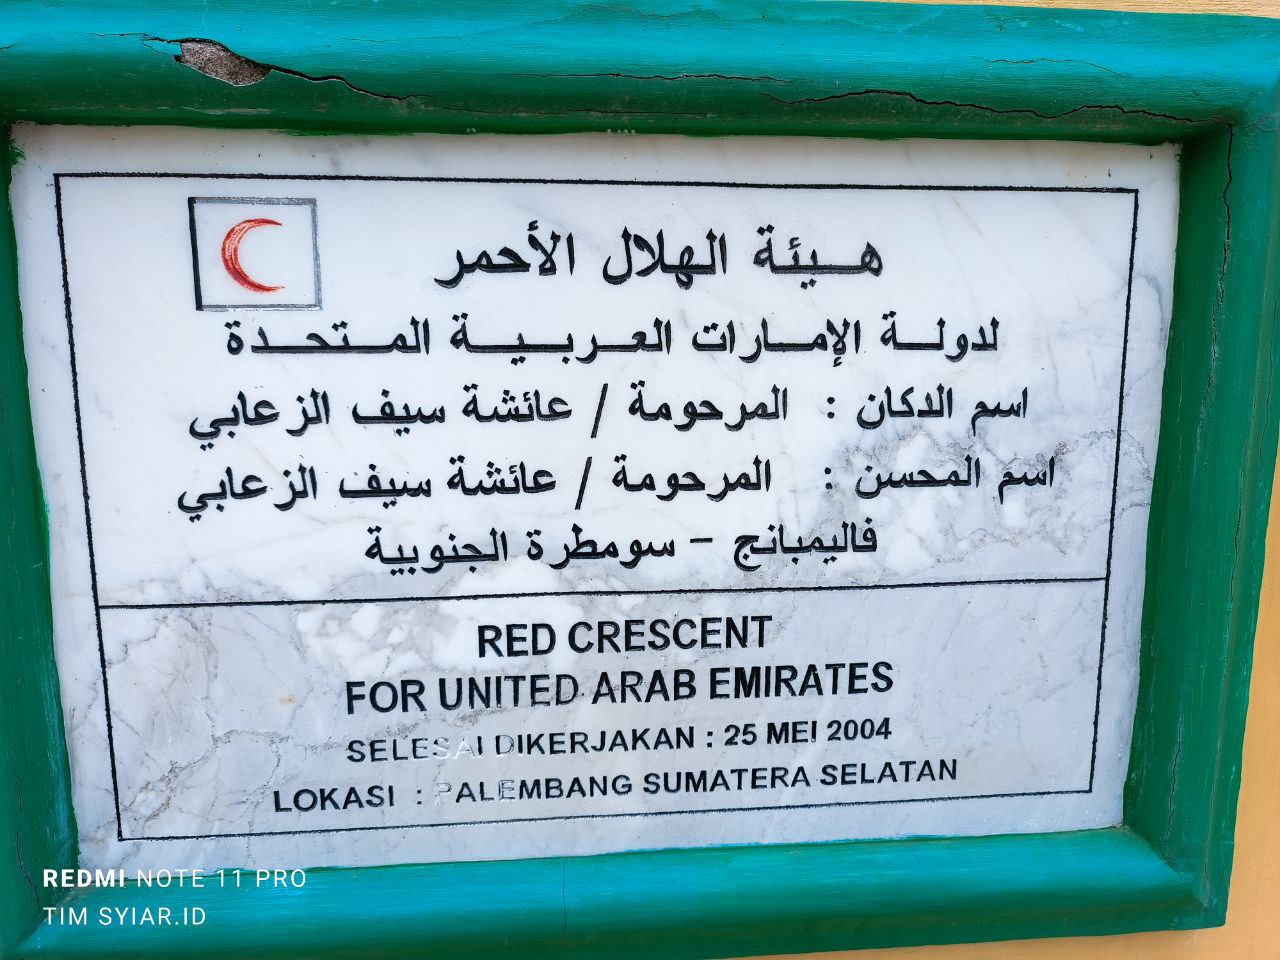 هيئة الهلال الأحمر
لدولة الإمارات العربية المتحدة
اسم الدكان : المرحومة / عائشة سيف الزعابي
اسم المحسن : المرحومة / عائشة سيف الزعابي
فاليمبانج - سومطرة الجنوبية
RED CRESCENT
FOR UNITED ARAB EMIRATES
SELESAI DIKERJAKAN : 25 MEI 2004
LOKASI : PALEMBANG SUMATERA SELATAN
REDMI NOTE 11 PRO
TIM SYIAR.ID